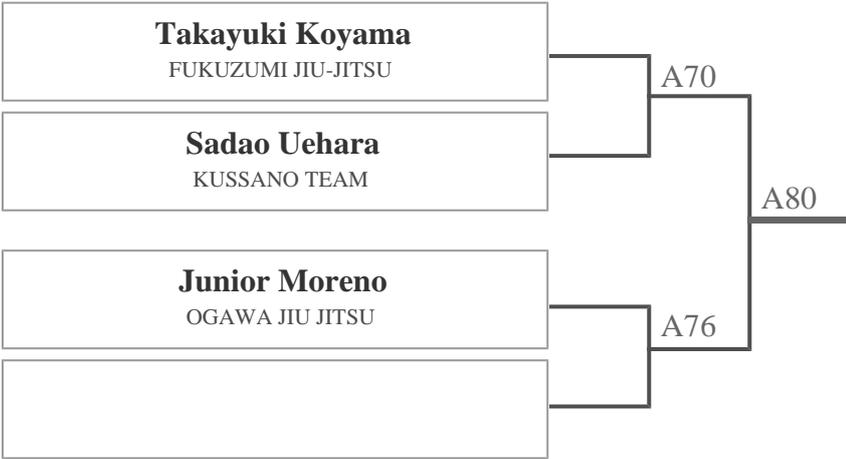 Takayuki Koyama
FUKUZUMI JIU-JITSU
A70
Sadao Uehara
KUSSANO TEAM
A80
Junior Moreno
OGAWA JIU JITSU
A76